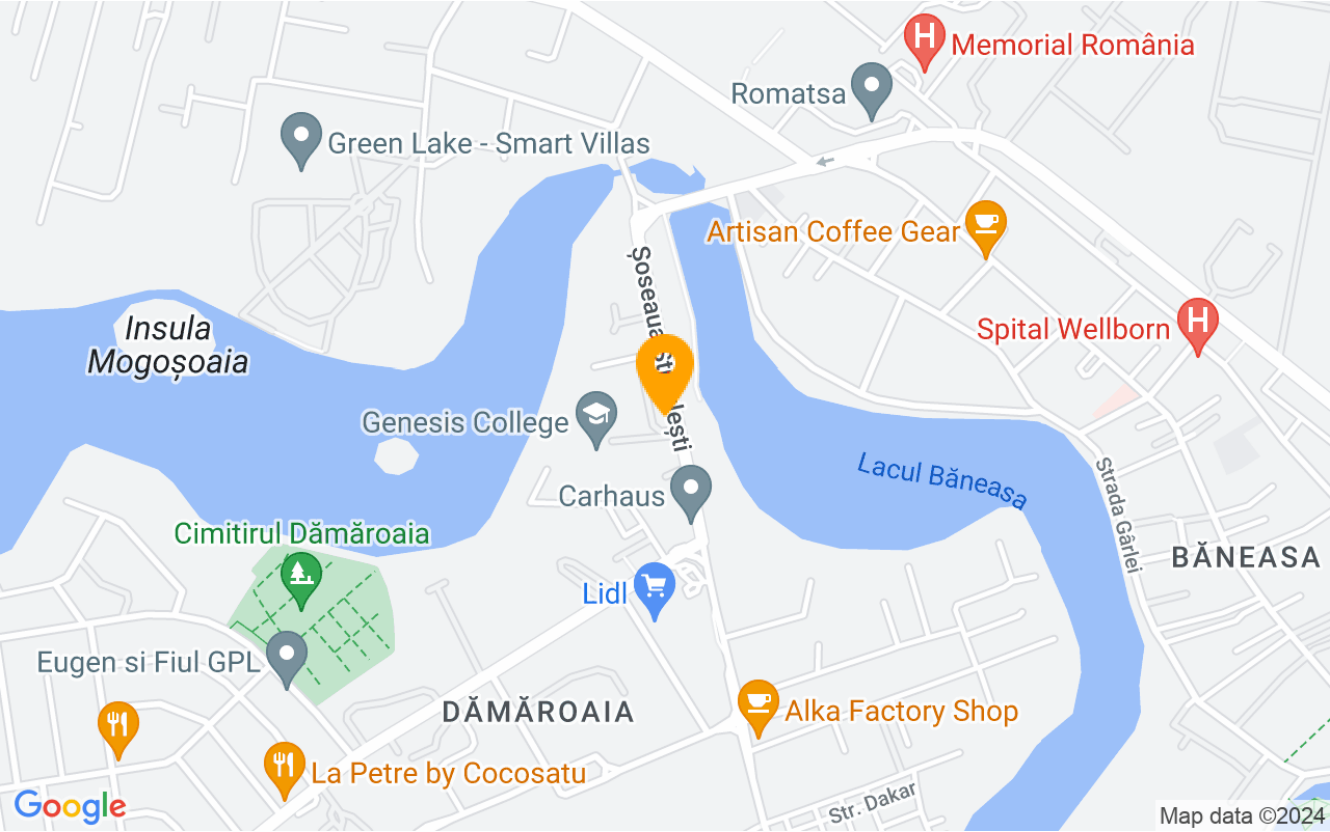 Memorial România
Romatsa
Green Lake - Smart Villas
Artisan Coffee Gear
Șoseaua
Insula
Mogoșoaia
Spital Wellborn
Genesis College
Lacul Băneasa
Carhaus
Strada Gârlei
Cimitirul Dămăroaia
BĂNEASA
Lidl
Eugen si Fiul GPL
DĂMĂROAIA
Alka Factory Shop
La Petre by Cocosatu
Str. Dakar
Google
Map data ©2024